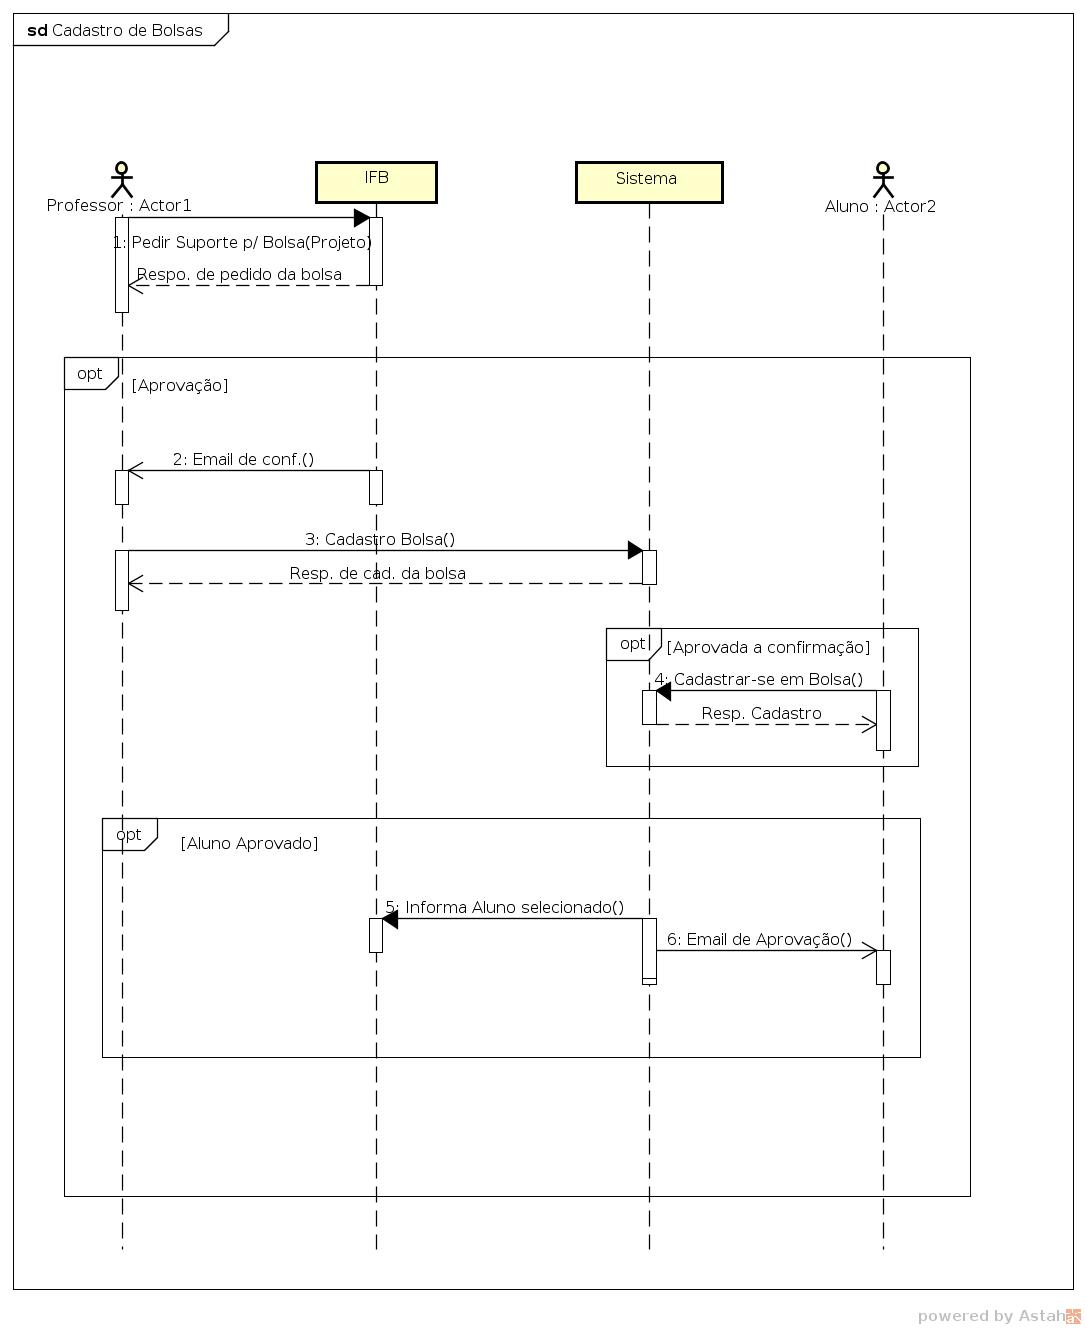 sd Cadastro de Bolsas
IFB
Sistema
Professor : Actor1
Aluno : Actor2
1: Pedir Suporte p/ Bolsa(Projeto)
Respo. de pedido da bolsa
opt
[Aprovação]
2: Email de conf.()
3: Cadastro Bolsa()
Resp. de cad. da bolsa
opt
[Aprovada a confirmação]
4: Cadastrar-se em Bolsa()
Resp. Cadastro
opt
[Aluno Aprovado]
5: Informa Aluno selecionado()
6: Email de Aprovação()
powered by Astah